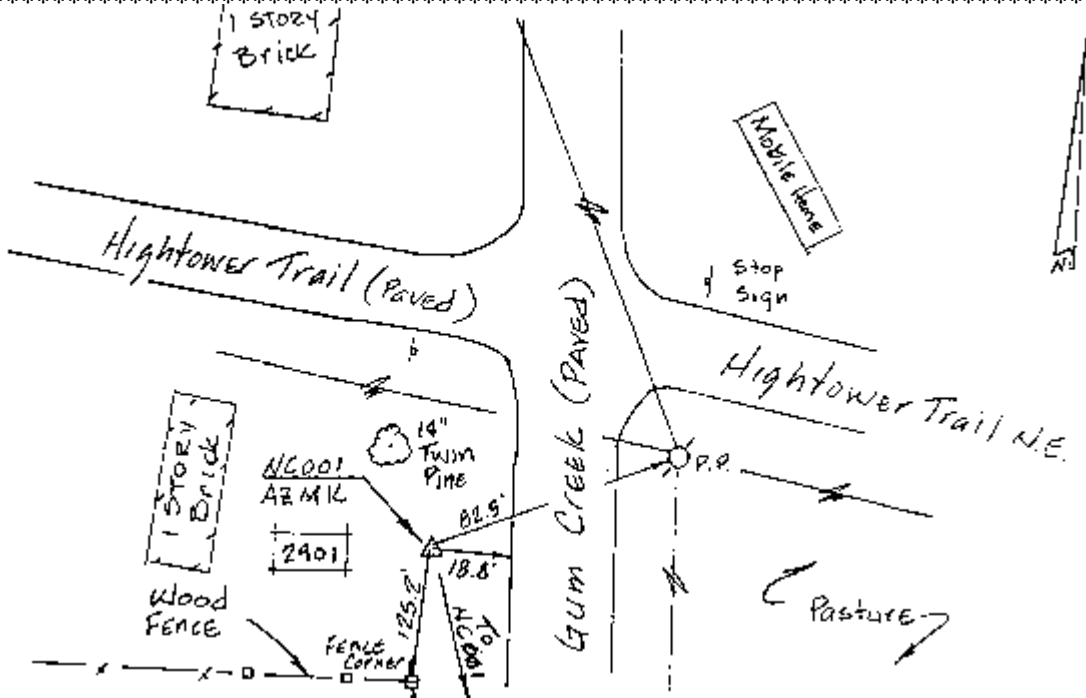 1 STORY
Brick
Mobile Home
N.
Hightower Trail (Paved)
Stop
Sign
Gum Creek (PAVED)
Hightower Trail N.E.
1 STORY
Brick
14"
Twin
Pine
NC001
AZ MK
P.P.
82.5'
2901
18.8'
125.2'
TO
NC001
Wood
FENCE
FENCE
Corner
Pasture